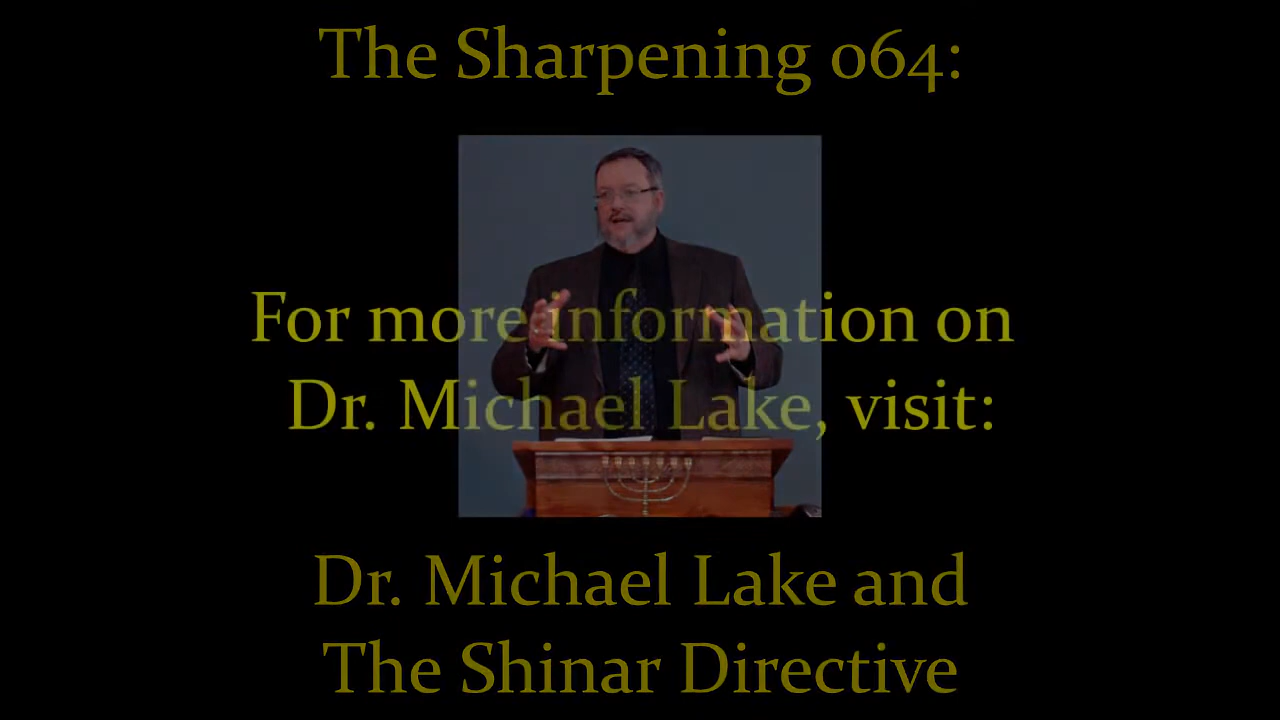 The Sharpening 064:
For more information on
Dr. Michael Lake, visit:
Dr. Michael Lake and
The Shinar Directive